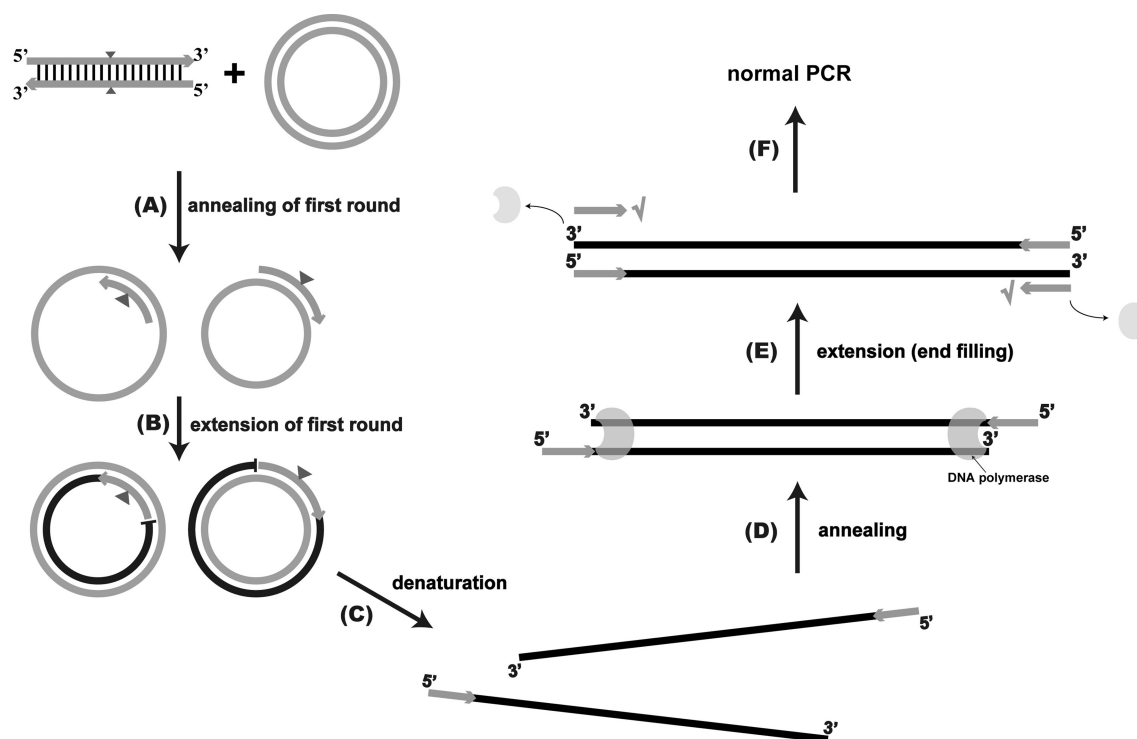 5’
3’
3’
5’
+
(A)
annealing of first round
(B)
extension of first round
(C)
denaturation
3’
5’
5’
3’
(D)
annealing
3’
5’
5’
3’
DNA polymerase
(E)
extension (end filling)
3’
5’
5’
3’
(F)
normal PCR